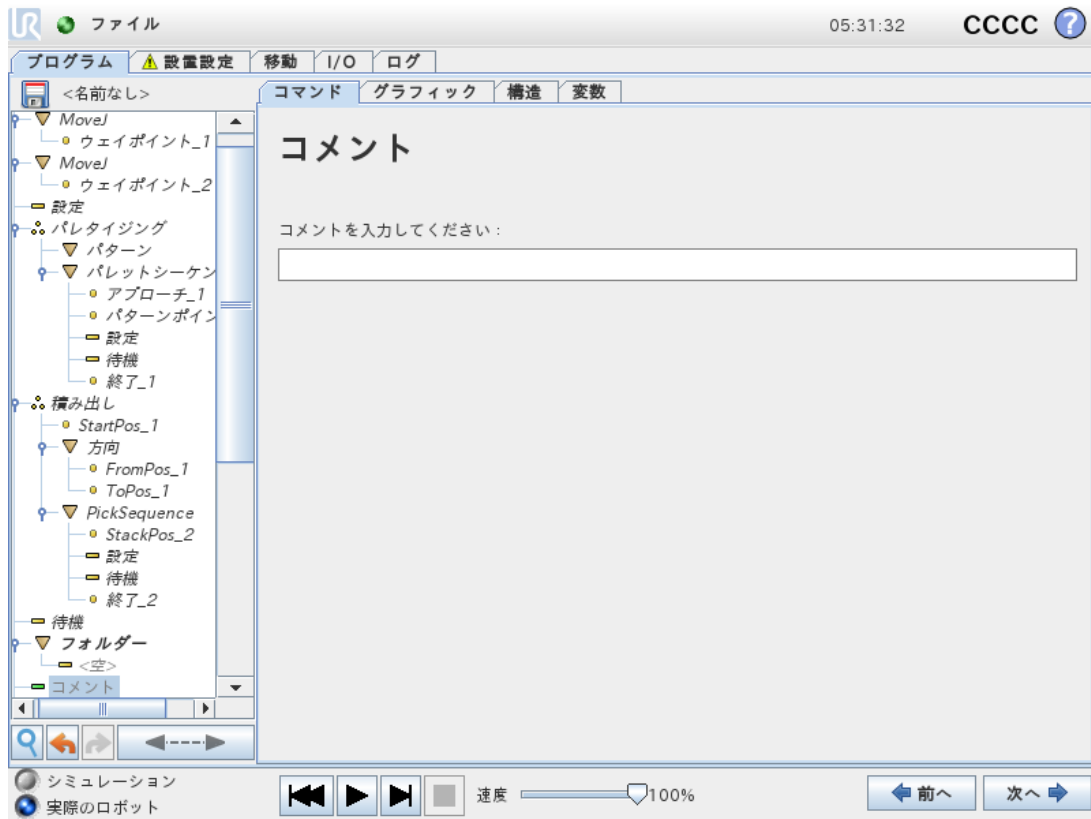 UR ファイル 05:31:32 CCCC ?
プログラム 設置設定 移動 I/O ログ
<名前なし>
コマンド グラフィック 構造 変数
MoveJ
ウェイポイント_1
MoveJ
ウェイポイント_2
設定
パレタイジング
パターン
パレットシーケン
アプローチ_1
パターンポイン
設定
待機
終了_1
積み出し
StartPos_1
方向
FromPos_1
ToPos_1
PickSequence
StackPos_2
設定
待機
終了_2
待機
フォルダー
<空>
コメント
コメント
コメントを入力してください :
シミュレーション
実際のロボット
速度 100%
前へ 次へ